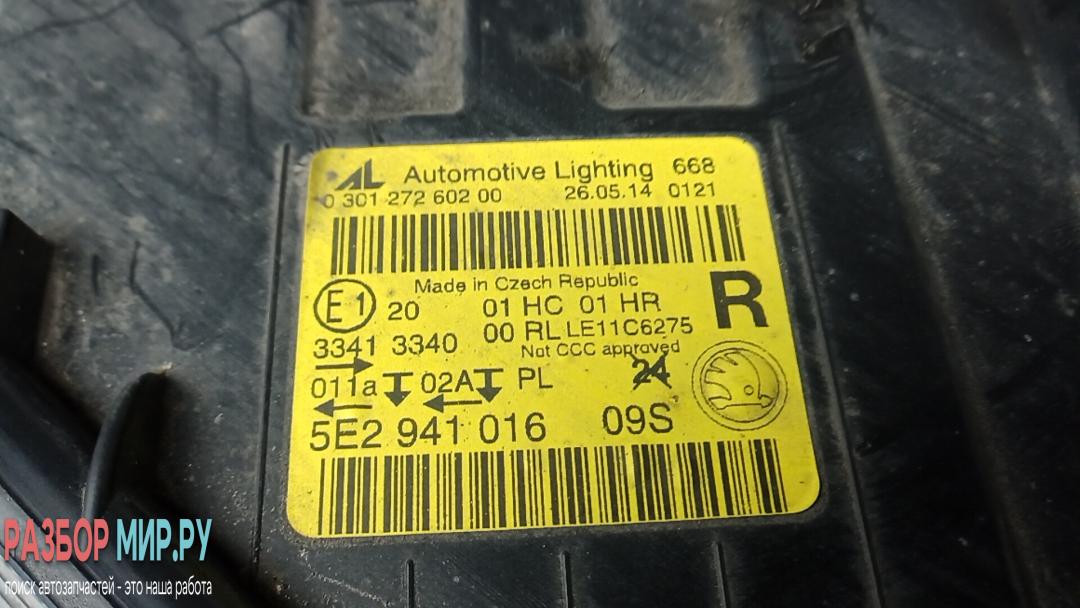 AL Automotive Lighting 668
0 301 272 602 00 26.05.14 0121
Made in Czech Republic
E1 20 01 HC 01 HR R
3341 3340 00 RL LE11C6275
Not CCC approved
011a 02A PL 24
5E2 941 016 09S
РАЗБОР МИР.РУ
поиск автозапчастей - это наша работа